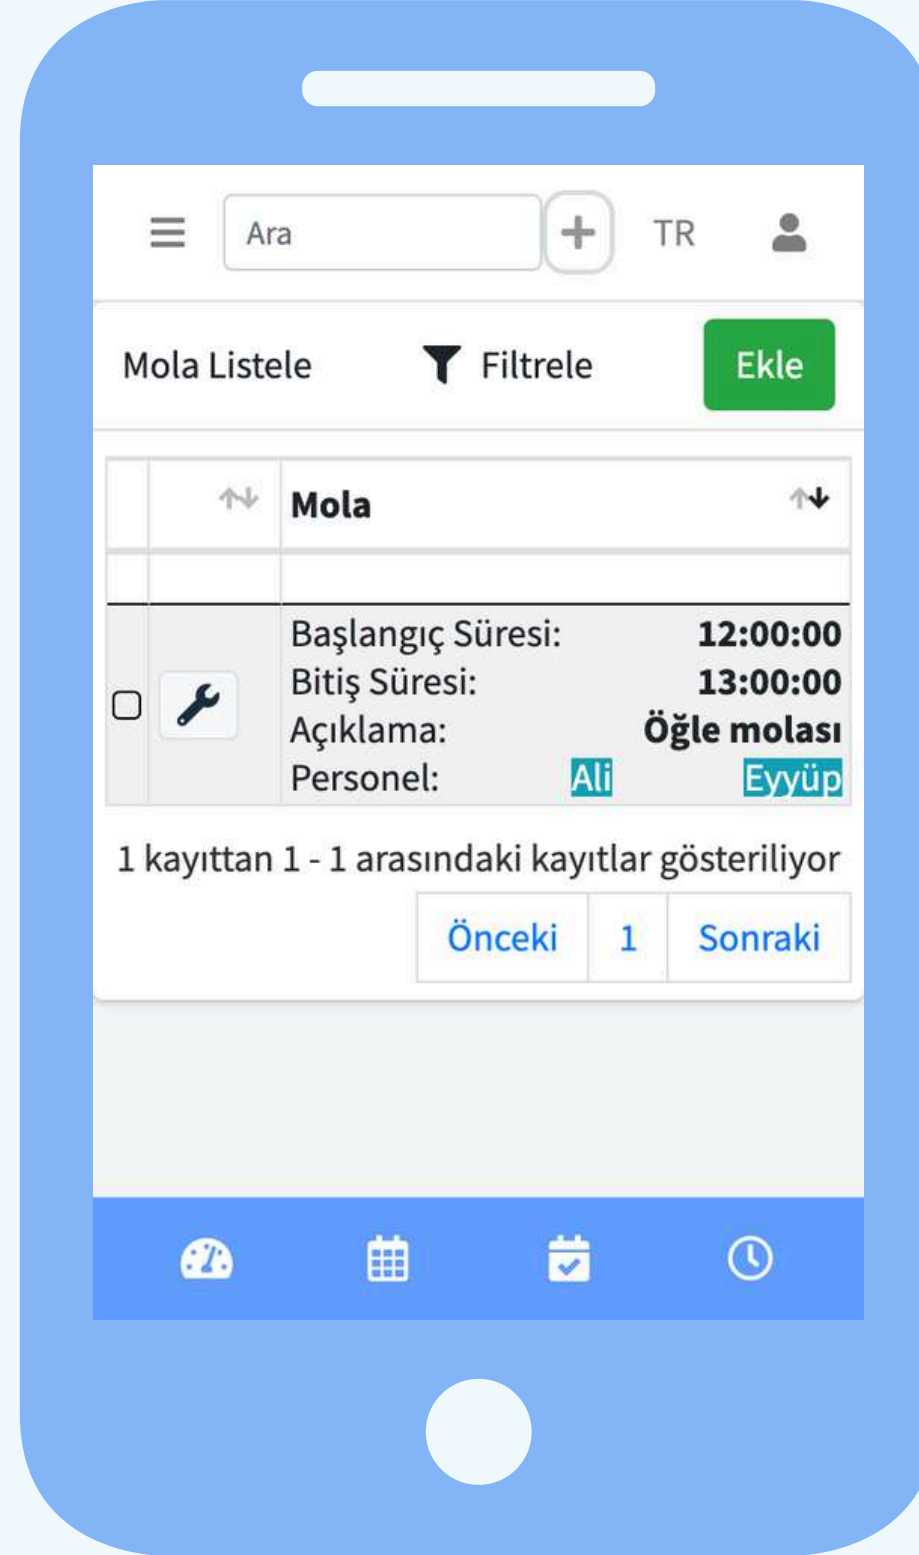 Ara TR
Mola Listele Filtrele Ekle
Mola
Başlangıç Süresi: 12:00:00
Bitiş Süresi: 13:00:00
Açıklama: Öğle molası
Personel: Ali Eyyüp
1 kayıttan 1 - 1 arasındaki kayıtlar gösteriliyor
Önceki 1 Sonraki